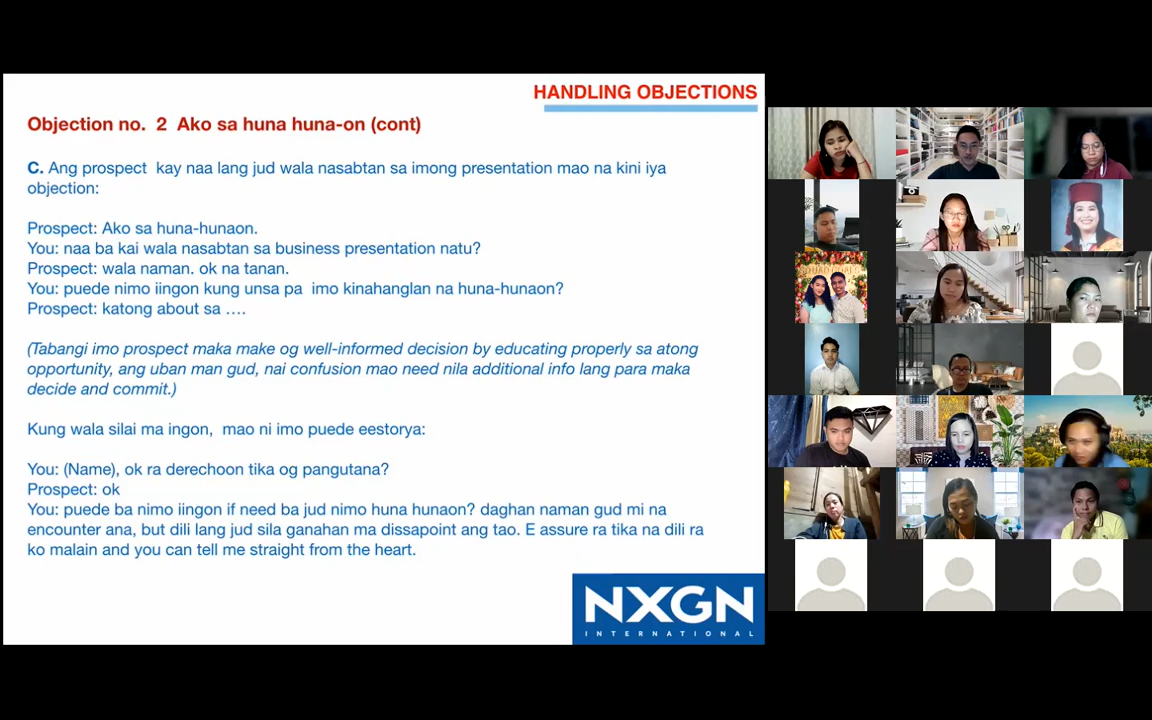 HANDLING OBJECTIONS
Objection no. 2 Ako sa huna huna-on (cont)
C. Ang prospect kay naa lang jud wala nasabtan sa imong presentation mao na kini iya
objection:
Prospect: Ako sa huna-hunaon.
You: naa ba kai wala nasabtan sa business presentation natu?
Prospect: wala naman. ok na tanan.
You: puede nimo iingon kung unsa pa imo kinahanglan na huna-hunaon?
Prospect: katong about sa ....
(Tabangi imo prospect maka make og well-informed decision by educating properly sa atong
opportunity, ang uban man gud, nai confusion mao need nila additional info lang para maka
decide and commit.)
Kung wala silai ma ingon, mao ni imo puede eestorya:
You: (Name), ok ra derechoon tika og pangutana?
Prospect: ok
You: puede ba nimo iingon if need ba jud nimo huna hunaon? daghan naman gud mi na
encounter ana, but dili lang jud sila ganahan ma dissapoint ang tao. E assure ra tika na dili ra
ko malain and you can tell me straight from the heart.
NXGN
INTERNATIONAL